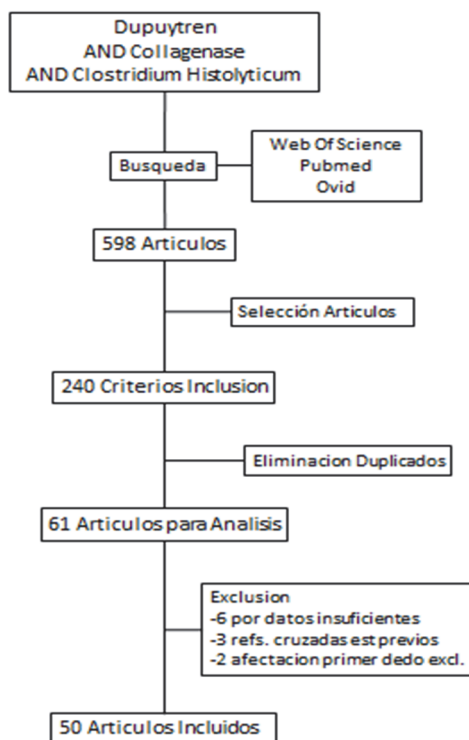 Dupuytren
AND Collagenase
AND Clostridium Histolyticum
Busqueda
Web Of Science
Pubmed
Ovid
598 Articulos
Selección Articulos
240 Criterios Inclusion
Eliminacion Duplicados
61 Articulos para Analisis
Exclusion
-6 por datos insuficientes
-3 refs. cruzadas est previos
-2 afectacion primer dedo excl.
50 Articulos Incluidos